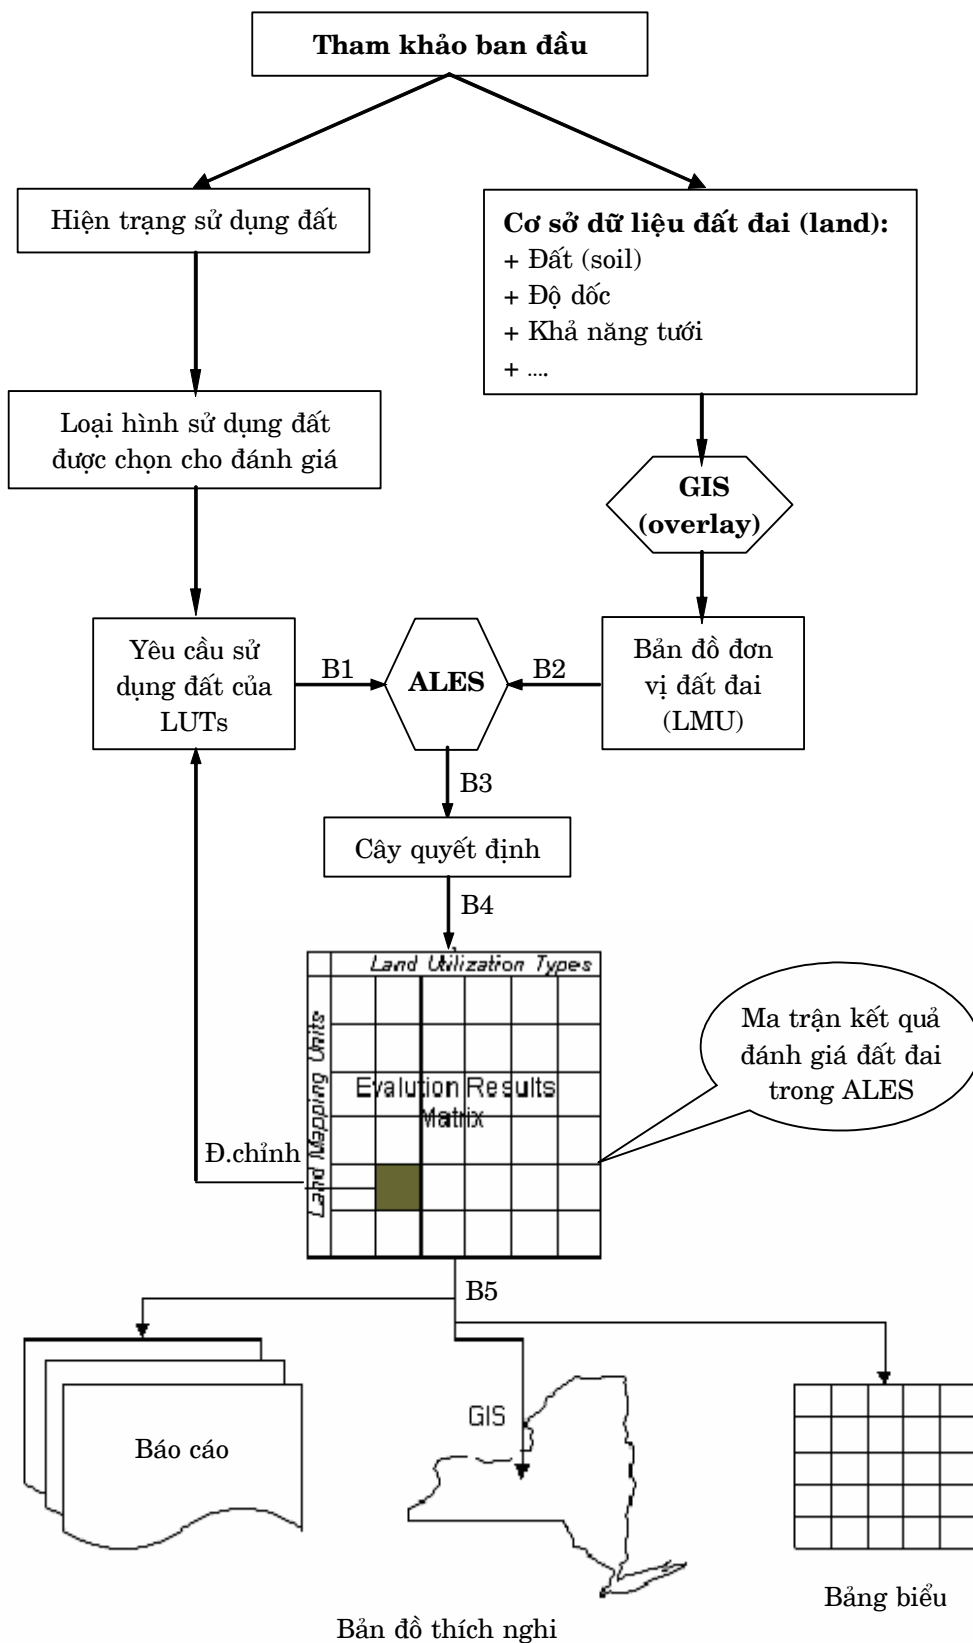 Tham khảo ban đầu
Hiện trạng sử dụng đất
Cơ sở dữ liệu đất đai (land):
+ Đất (soil)
+ Độ dốc
+ Khả năng tưới
+ ....
Loại hình sử dụng đất
được chọn cho đánh giá
GIS
(overlay)
Yêu cầu sử
dụng đất của
LUTs
B1
ALES
B2
Bản đồ đơn
vị đất đai
(LMU)
B3
Cây quyết định
B4
Land Utilization Types
Land Mapping Units
Evalution Results
Matrix
Ma trận kết quả
đánh giá đất đai
trong ALES
Đ.chỉnh
B5
Báo cáo
GIS
Bản đồ thích nghi
Bảng biểu